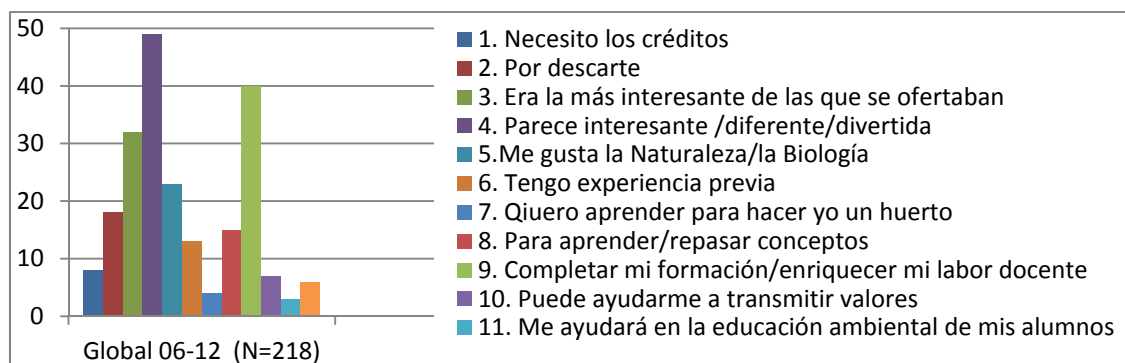 50
40
30
20
10
0
Global 06-12 (N=218)
1. Necesito los créditos
2. Por descarte
3. Era la más interesante de las que se ofertaban
4. Parece interesante /diferente/divertida
5.Me gusta la Naturaleza/la Biología
6. Tengo experiencia previa
7. Qiuero aprender para hacer yo un huerto
8. Para aprender/repasar conceptos
9. Completar mi formación/enriquecer mi labor docente
10. Puede ayudarme a transmitir valores
11. Me ayudará en la educación ambiental de mis alumnos